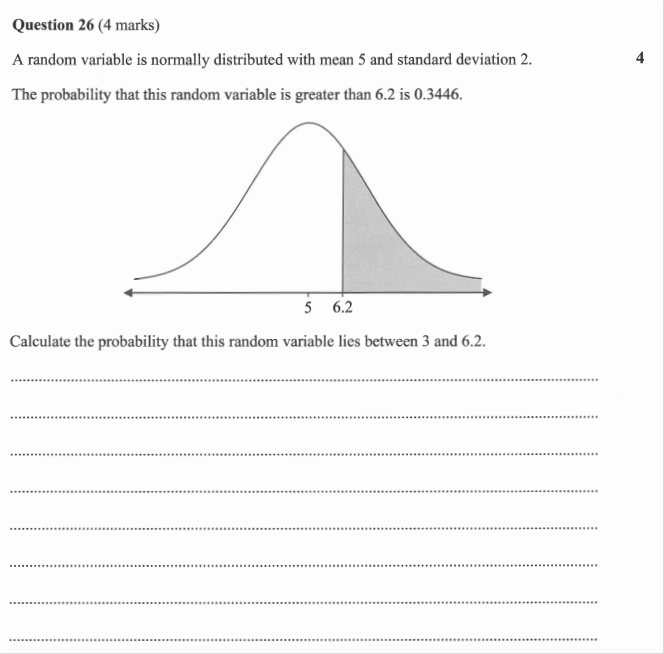 Question 26 (4 marks)
A random variable is normally distributed with mean 5 and standard deviation 2. 4
The probability that this random variable is greater than 6.2 is 0.3446.
5 6.2
Calculate the probability that this random variable lies between 3 and 6.2.